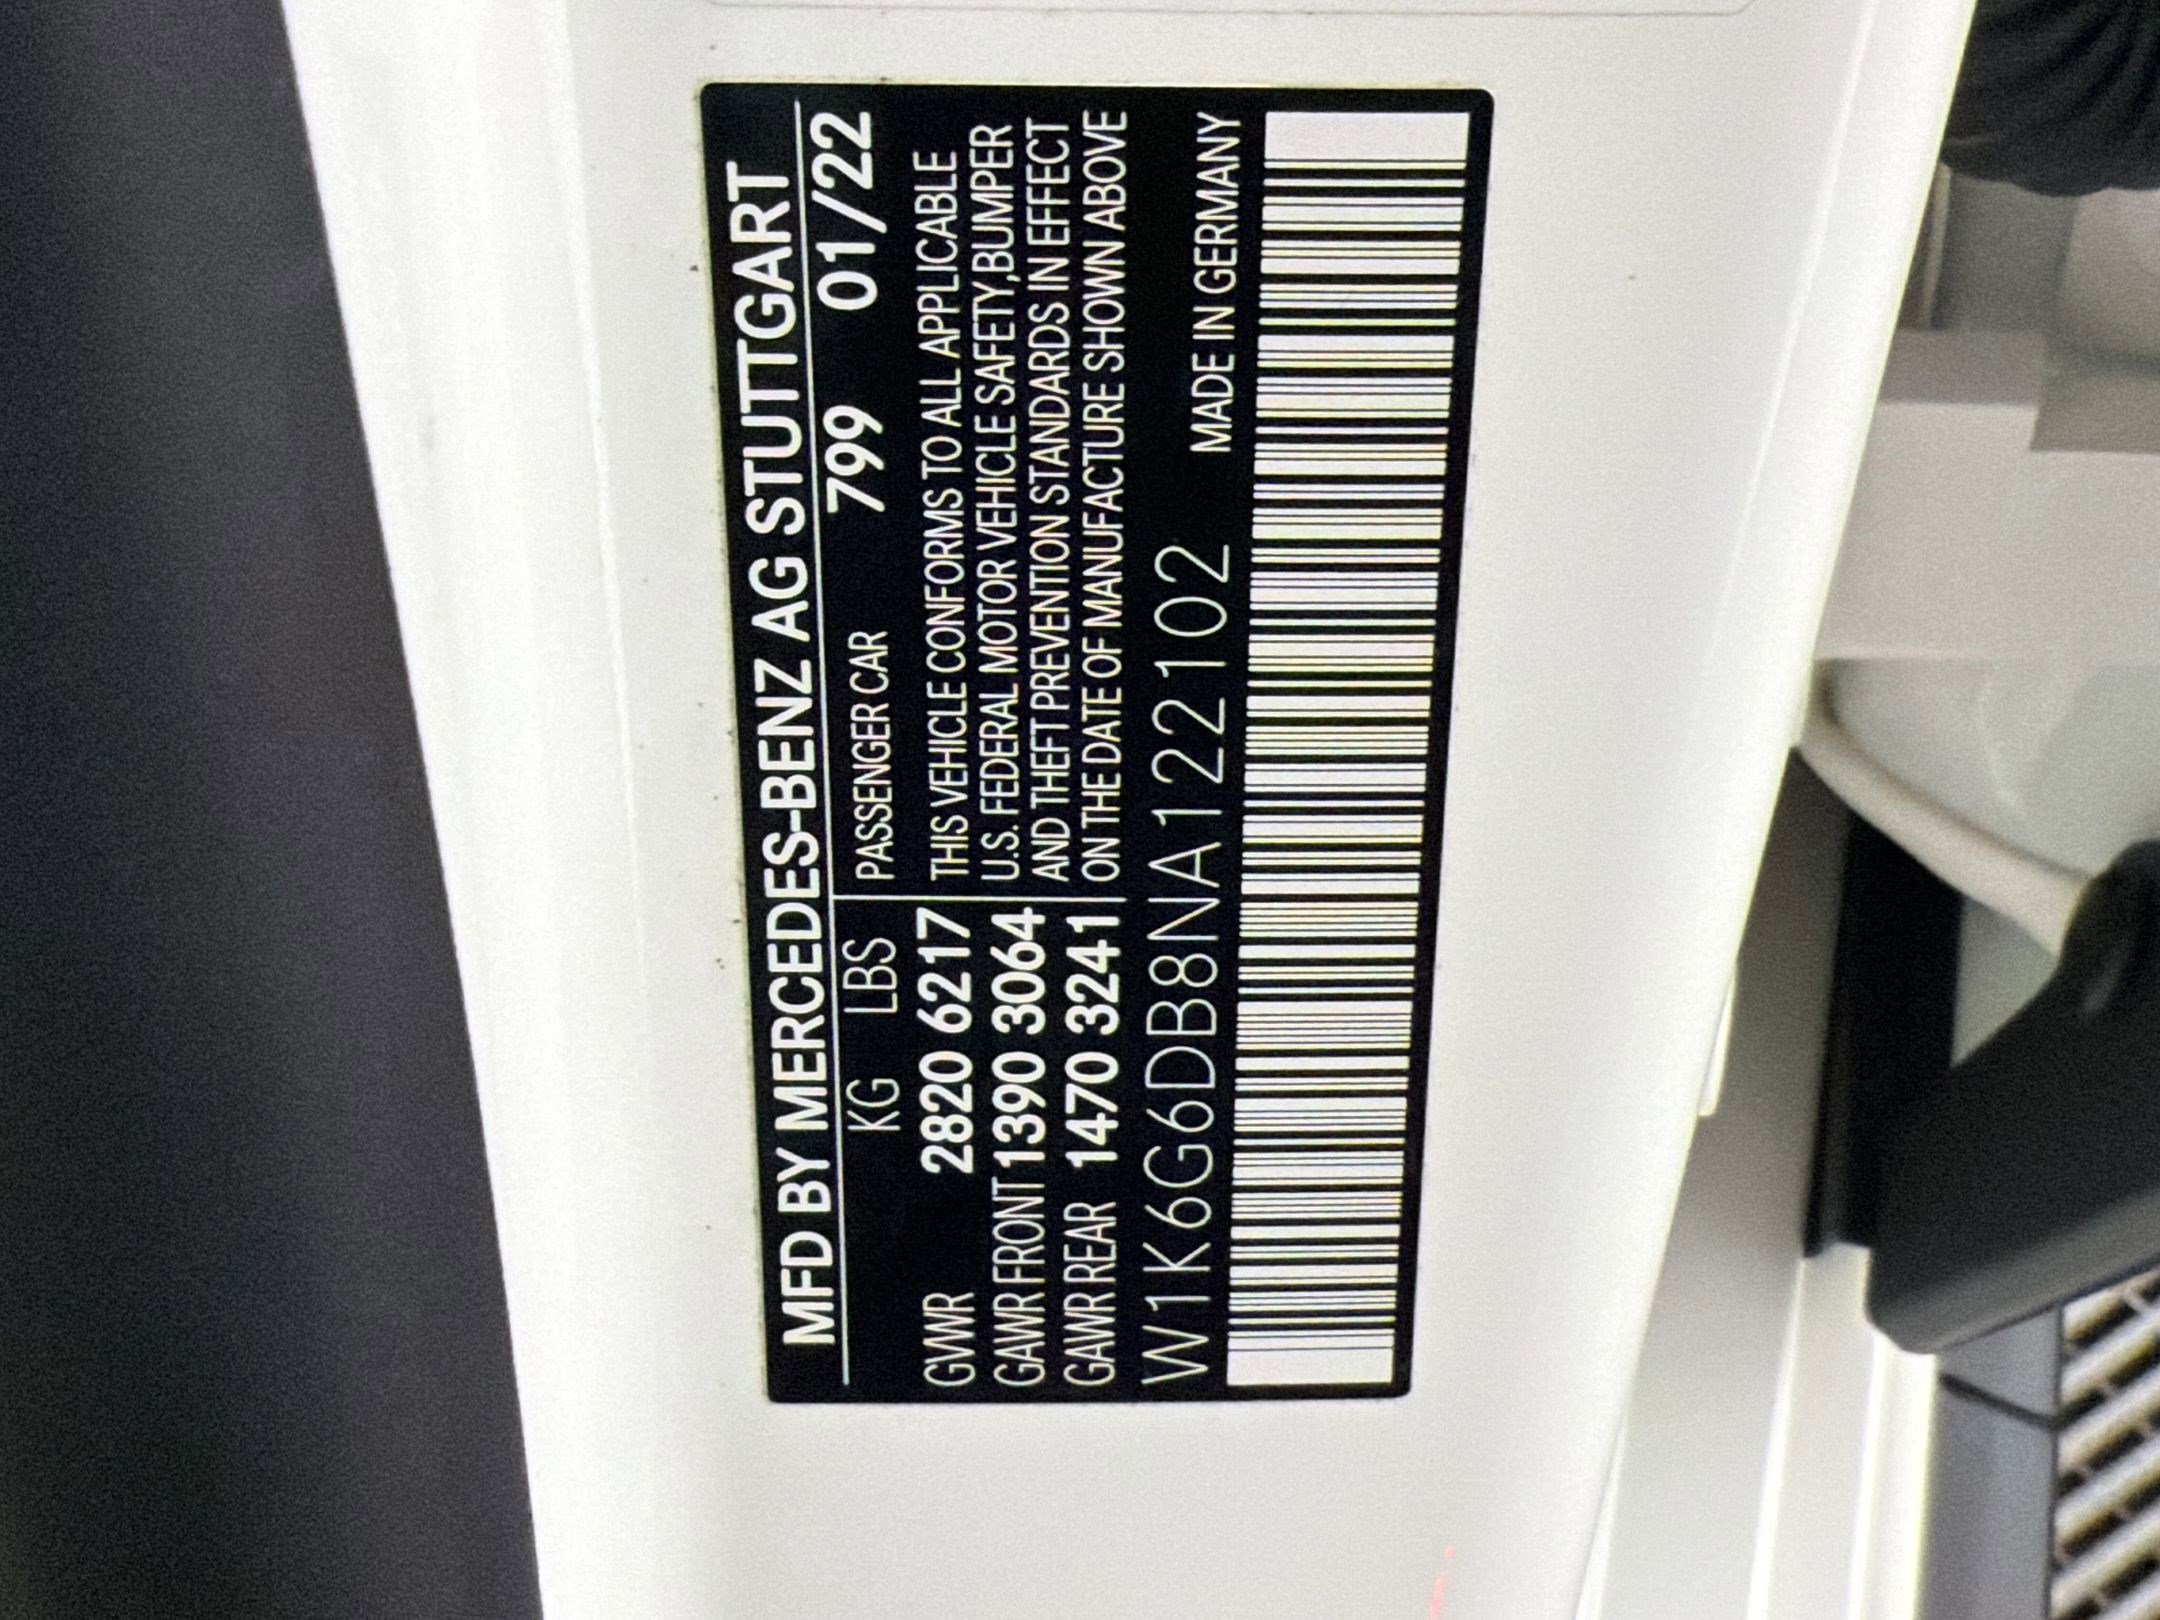 MFD BY MERCEDES-BENZ AG STUTTGART
KG LBS PASSENGER CAR 799 01/22
GVWR 2820 6217 THIS VEHICLE CONFORMS TO ALL APPLICABLE
GAWR FRONT 1390 3064 U.S. FEDERAL MOTOR VEHICLE SAFETY,BUMPER
GAWR REAR 1470 3241 AND THEFT PREVENTION STANDARDS IN EFFECT
ON THE DATE OF MANUFACTURE SHOWN ABOVE
W1K6G6DB8NA122102 MADE IN GERMANY